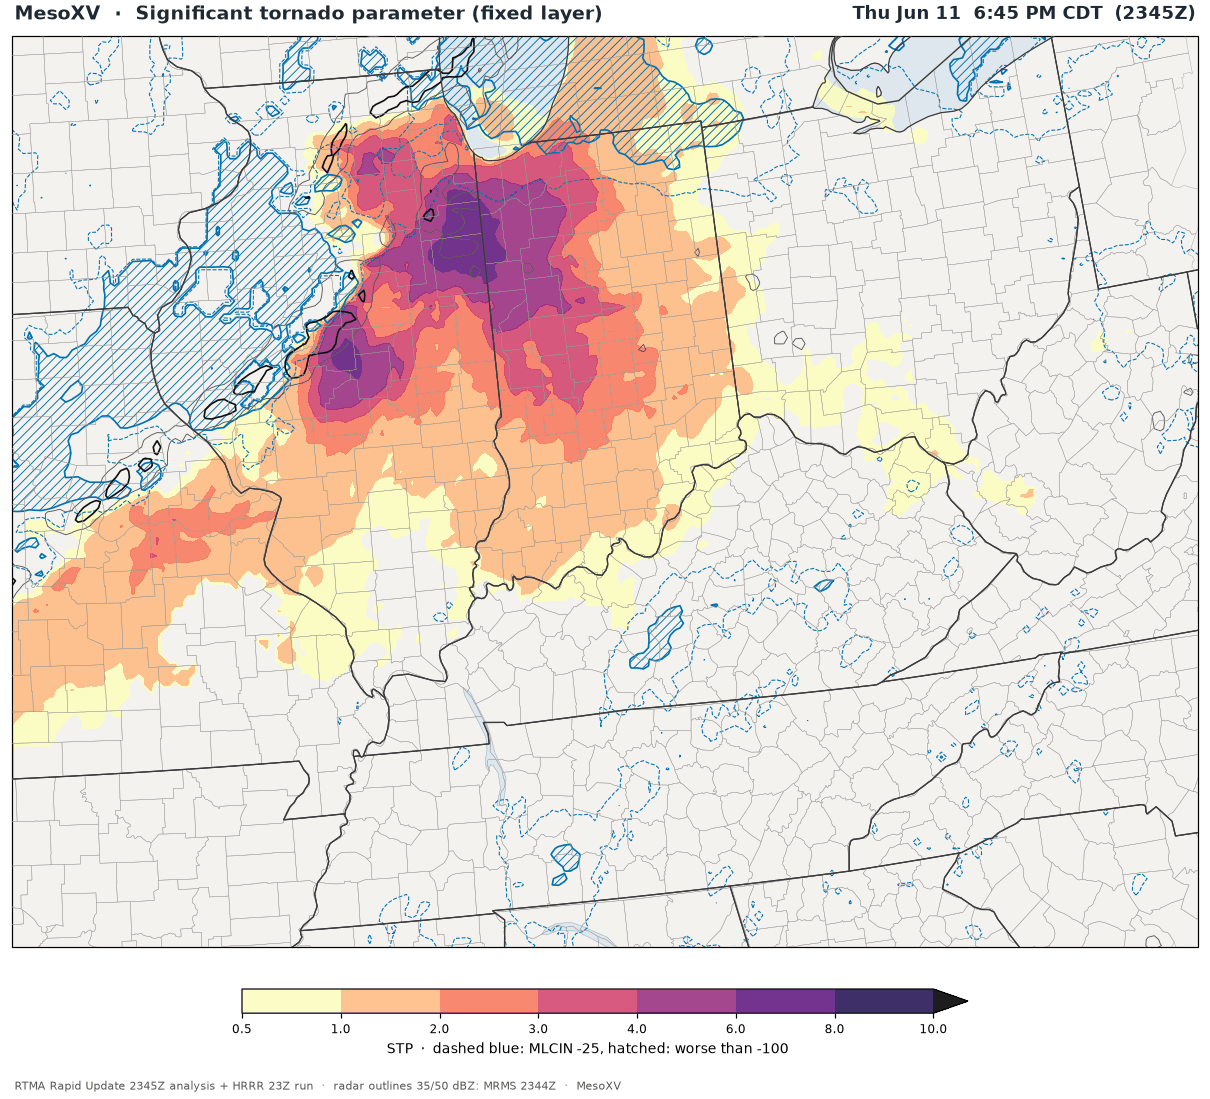 MesoXV · Significant tornado parameter (fixed layer)
Thu Jun 11 6:45 PM CDT (2345Z)
0.5 1.0 2.0 3.0 4.0 6.0 8.0 10.0
STP · dashed blue: MLCIN -25, hatched: worse than -100
RTMA Rapid Update 2345Z analysis + HRRR 23Z run · radar outlines 35/50 dBZ: MRMS 2344Z · MesoXV